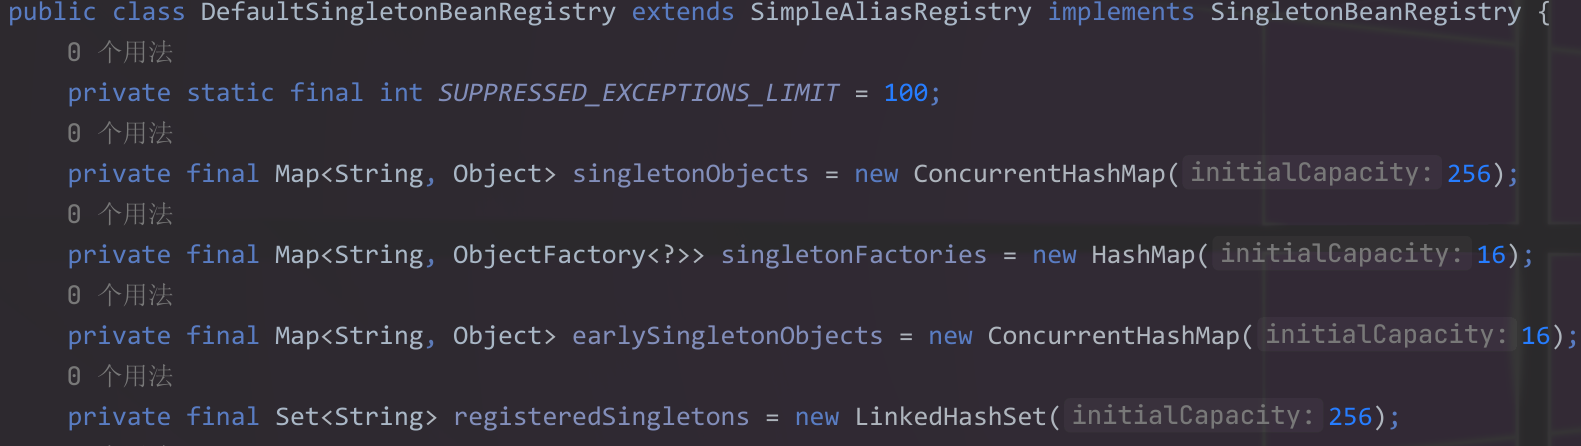 public class DefaultSingletonBeanRegistry extends SimpleAliasRegistry implements SingletonBeanRegistry {
0 个用法
private static final int SUPPRESSED_EXCEPTIONS_LIMIT = 100;
0 个用法
private final Map<String, Object> singletonObjects = new ConcurrentHashMap( initialCapacity: 256);
0 个用法
private final Map<String, ObjectFactory<?>> singletonFactories = new HashMap( initialCapacity: 16);
0 个用法
private final Map<String, Object> earlySingletonObjects = new ConcurrentHashMap( initialCapacity: 16);
0 个用法
private final Set<String> registeredSingletons = new LinkedHashSet( initialCapacity: 256);